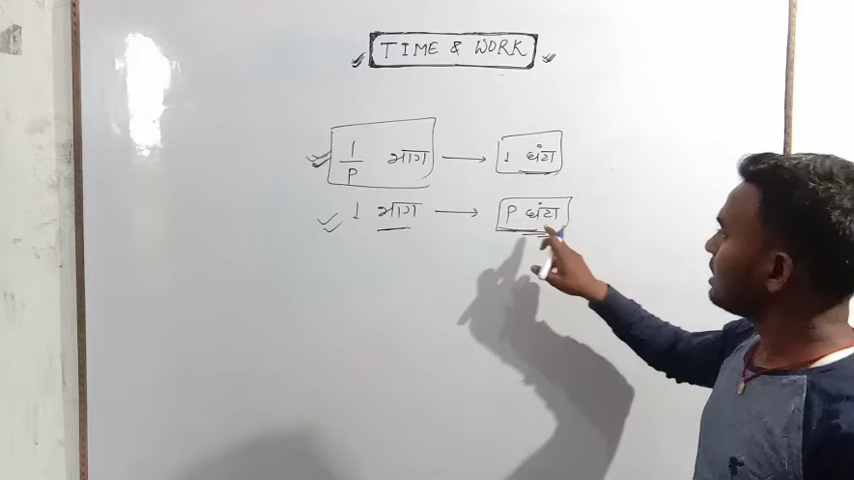 TIME & WORK
1/P भाग → 1 घंटा
1 भाग → P घंटा